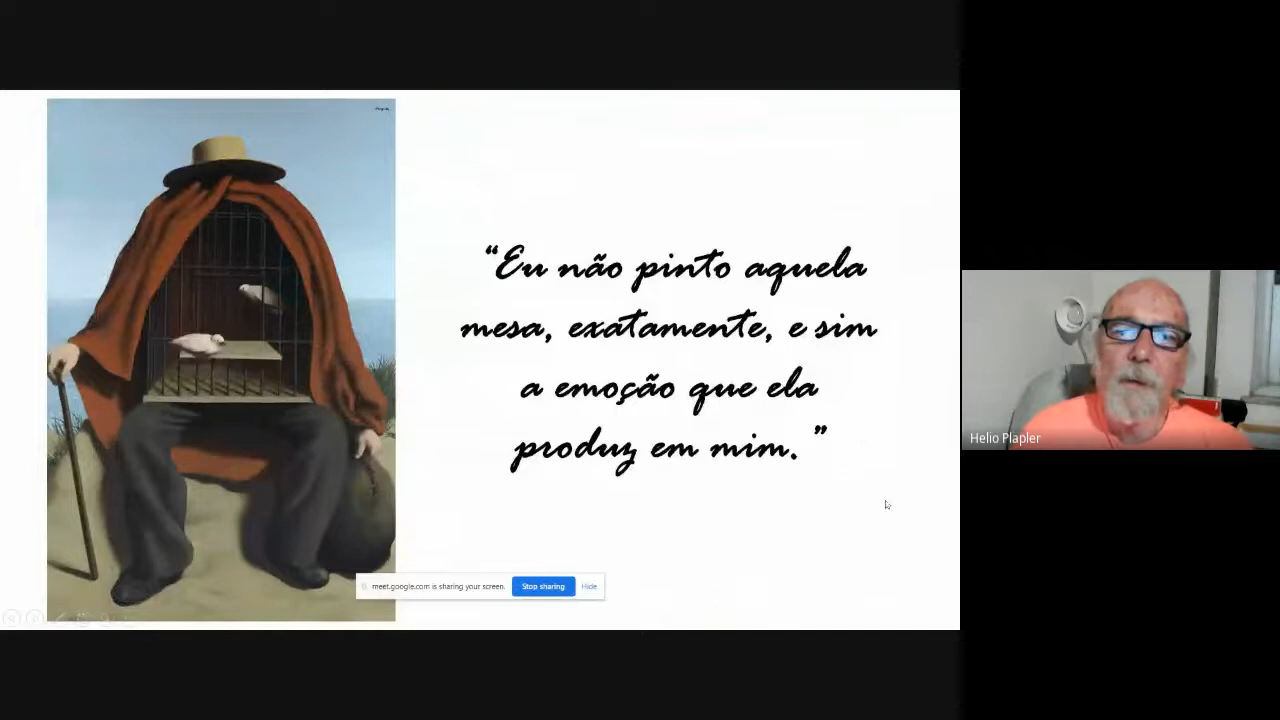 “Eu não pinto aquela
mesa, exatamente, e sim
a emoção que ela
produz em mim.”
meet.google.com is sharing your screen. Stop sharing Hide
Helio Plapler